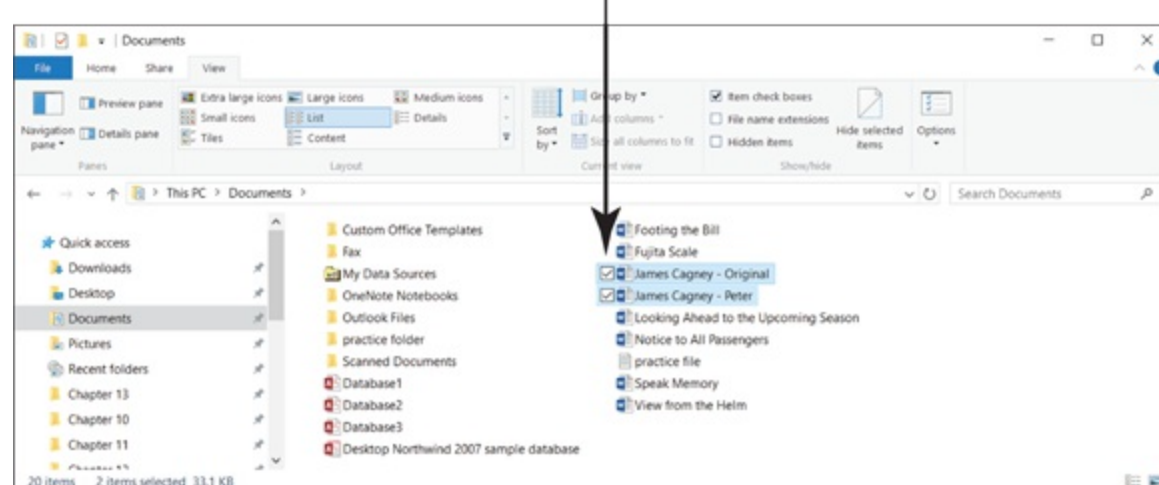 Documents
File Home Share View
Preview pane Extra large icons Large icons Medium icons Group by Item check boxes
Small icons List Details Add columns File name extensions
Navigation pane Details pane Tiles Content Sort by Size all columns to fit Hidden items Hide selected items Options
Panes Layout Current view Show/hide
This PC > Documents > Search Documents
Quick access
Downloads
Desktop
Documents
Pictures
Recent folders
Chapter 13
Chapter 10
Chapter 11
Chapter 12
Custom Office Templates
Fax
My Data Sources
OneNote Notebooks
Outlook Files
practice folder
Scanned Documents
Database1
Database2
Database3
Desktop Northwind 2007 sample database
Footing the Bill
Fujita Scale
James Cagney - Original
James Cagney - Peter
Looking Ahead to the Upcoming Season
Notice to All Passengers
practice file
Speak Memory
View from the Helm
20 items 2 items selected 33.1 KB